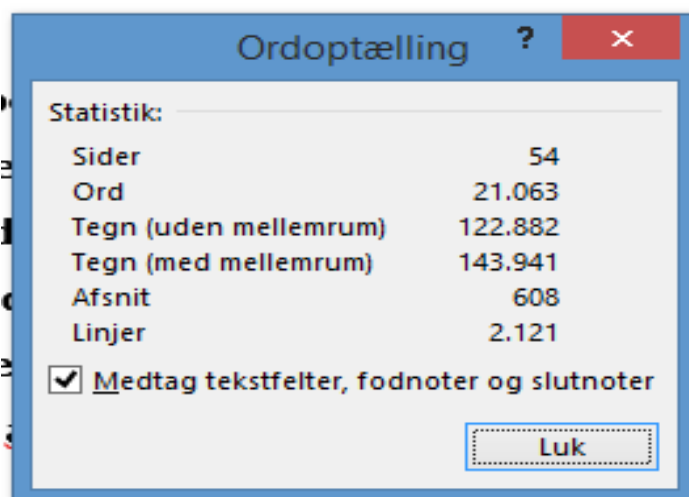 Ordoptælling ?
Statistik:
Sider 54
Ord 21.063
Tegn (uden mellemrum) 122.882
Tegn (med mellemrum) 143.941
Afsnit 608
Linjer 2.121
Medtag tekstfelter, fodnoter og slutnoter
Luk